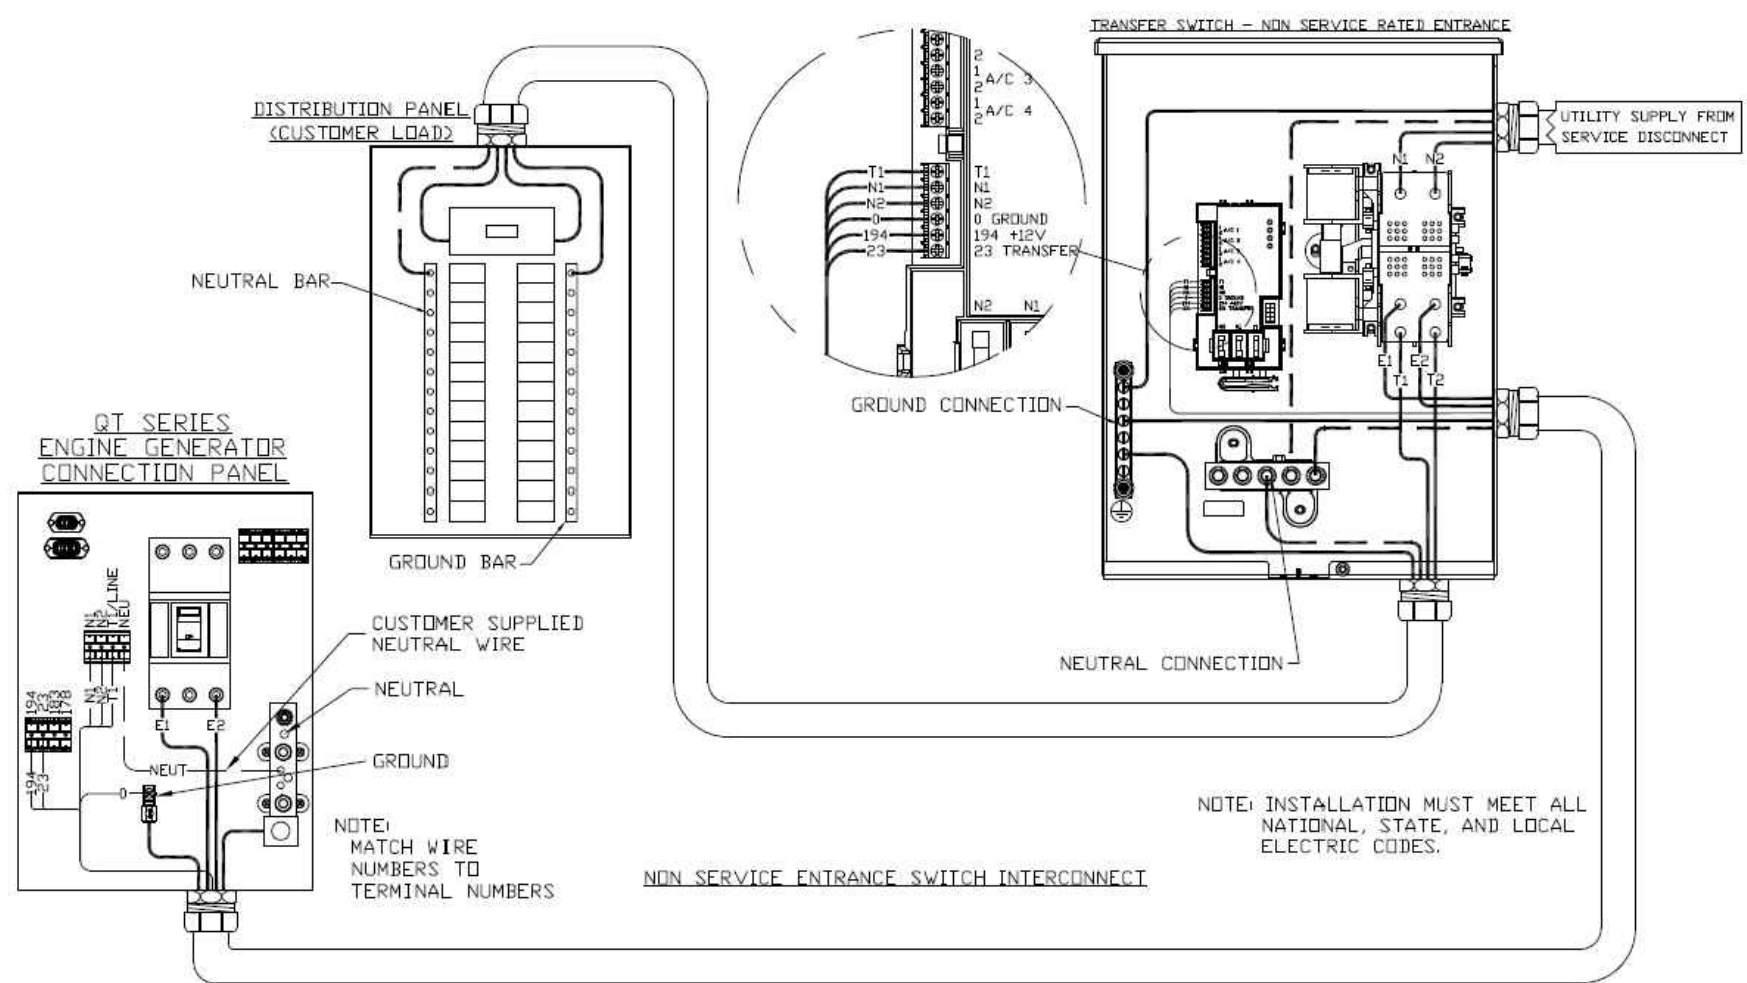 TRANSFER SWITCH - NON SERVICE RATED ENTRANCE
DISTRIBUTION PANEL
(CUSTOMER LOAD)
2
1
A/C 3
2
1
A/C 4
2
T1
N1
N2
0
194
23
T1
N1
N2
0 GROUND
194 +12V
23 TRANSFER
N2
N1
UTILITY SUPPLY FROM
SERVICE DISCONNECT
N1
N2
E1
E2
T1
T2
NEUTRAL BAR
GROUND CONNECTION
GROUND BAR
QT SERIES
ENGINE GENERATOR
CONNECTION PANEL
N1
N2
T1/LINE
NEU
N1
N2
T1
194
23
183
178
194
23
E1
E2
NEUT
0
CUSTOMER SUPPLIED
NEUTRAL WIRE
NEUTRAL
GROUND
NEUTRAL CONNECTION
NOTE:
MATCH WIRE
NUMBERS TO
TERMINAL NUMBERS
NOTE: INSTALLATION MUST MEET ALL
NATIONAL, STATE, AND LOCAL
ELECTRIC CODES.
NON SERVICE ENTRANCE SWITCH INTERCONNECT